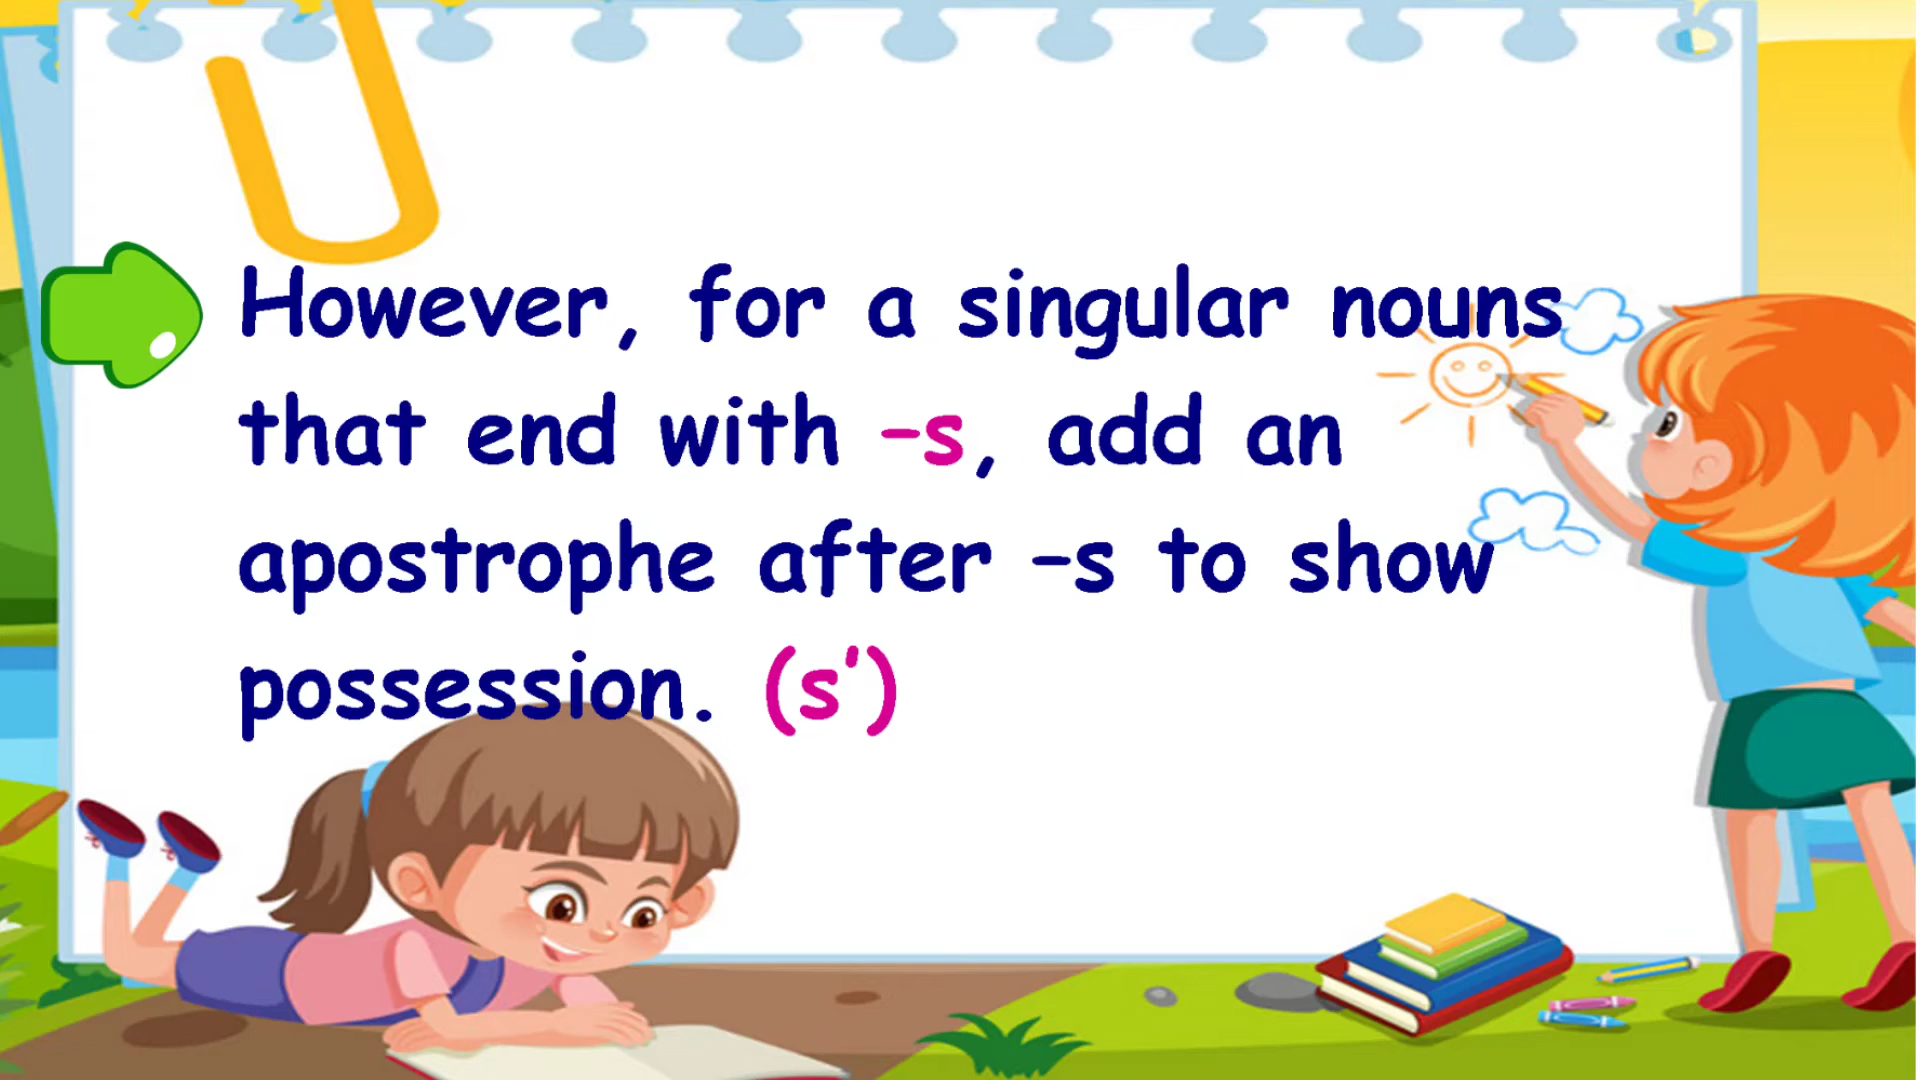 However, for a singular nouns
that end with –s, add an
apostrophe after –s to show
possession. (s')